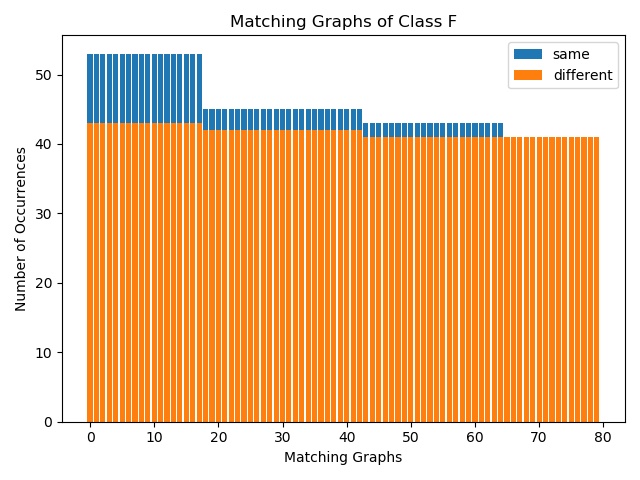 Matching Graphs of Class F
same
different
Number of Occurrences
50
40
30
20
10
0
0 10 20 30 40 50 60 70 80
Matching Graphs